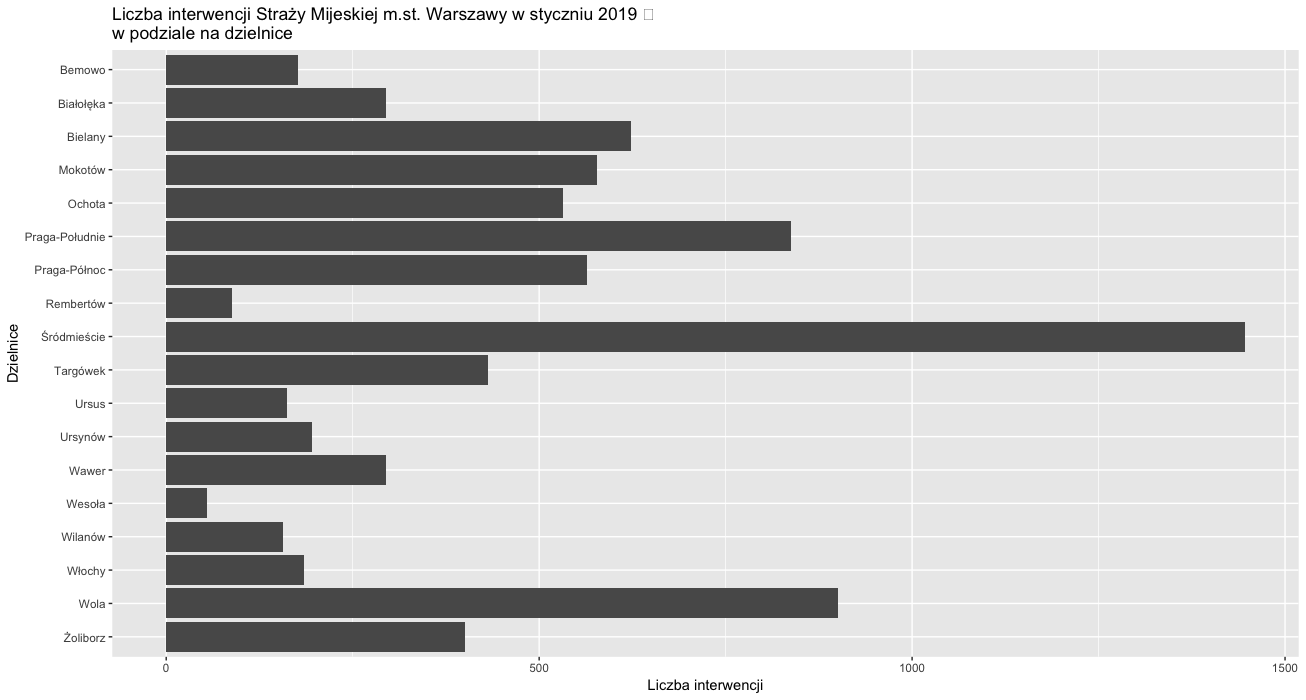 Liczba interwencji Straży Mijeskiej m.st. Warszawy w styczniu 2019 
w podziale na dzielnice
Dzielnice
Bemowo
Białołęka
Bielany
Mokotów
Ochota
Praga-Południe
Praga-Północ
Rembertów
Śródmieście
Targówek
Ursus
Ursynów
Wawer
Wesoła
Wilanów
Włochy
Wola
Żoliborz
0 500 1000 1500
Liczba interwencji